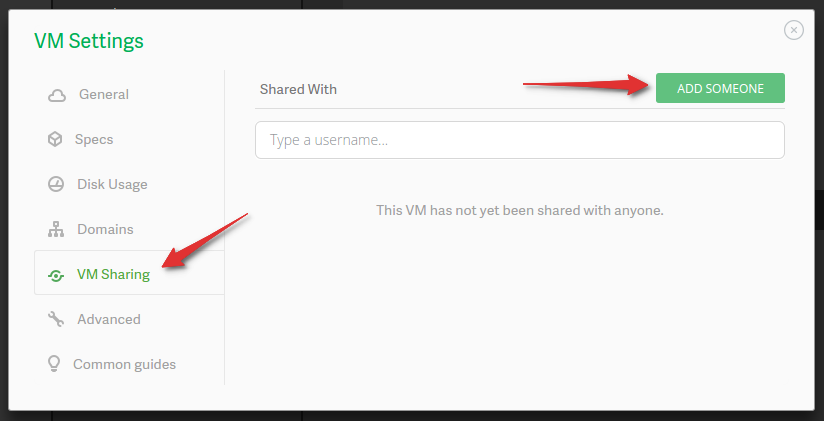 VM Settings
General
Specs
Disk Usage
Domains
VM Sharing
Advanced
Common guides
Shared With
ADD SOMEONE
Type a username...
This VM has not yet been shared with anyone.